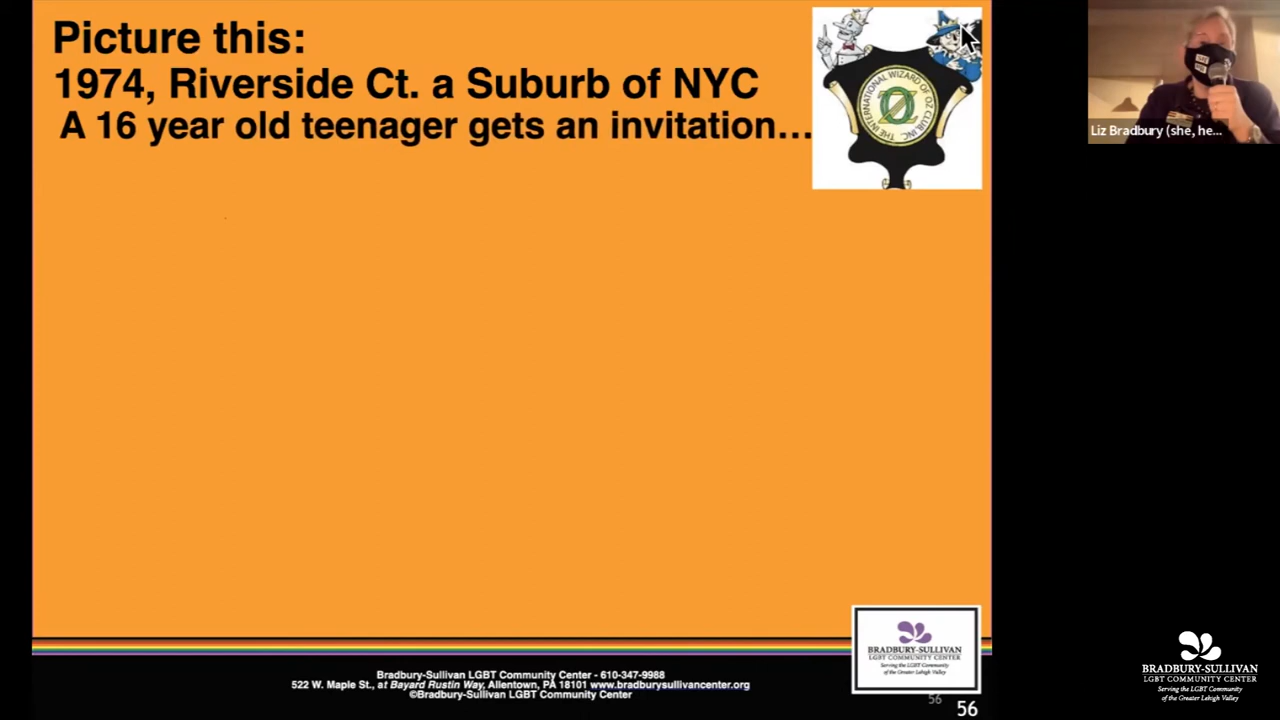 Picture this:
1974, Riverside Ct. a Suburb of NYC
A 16 year old teenager gets an invitation...
THE INTERNATIONAL WIZARD OF OZ CLUB INC.
OZ
Liz Bradbury (she, he...
BRADBURY-SULLIVAN
LGBT COMMUNITY CENTER
Serving the LGBT Community
of the Greater Lehigh Valley
Bradbury-Sullivan LGBT Community Center - 610-347-9988
522 W. Maple St., at Bayard Rustin Way, Allentown, PA 18101 www.bradburysullivancenter.org
©Bradbury-Sullivan LGBT Community Center
56
56
BRADBURY-SULLIVAN
LGBT COMMUNITY CENTER
Serving the LGBT Community
of the Greater Lehigh Valley